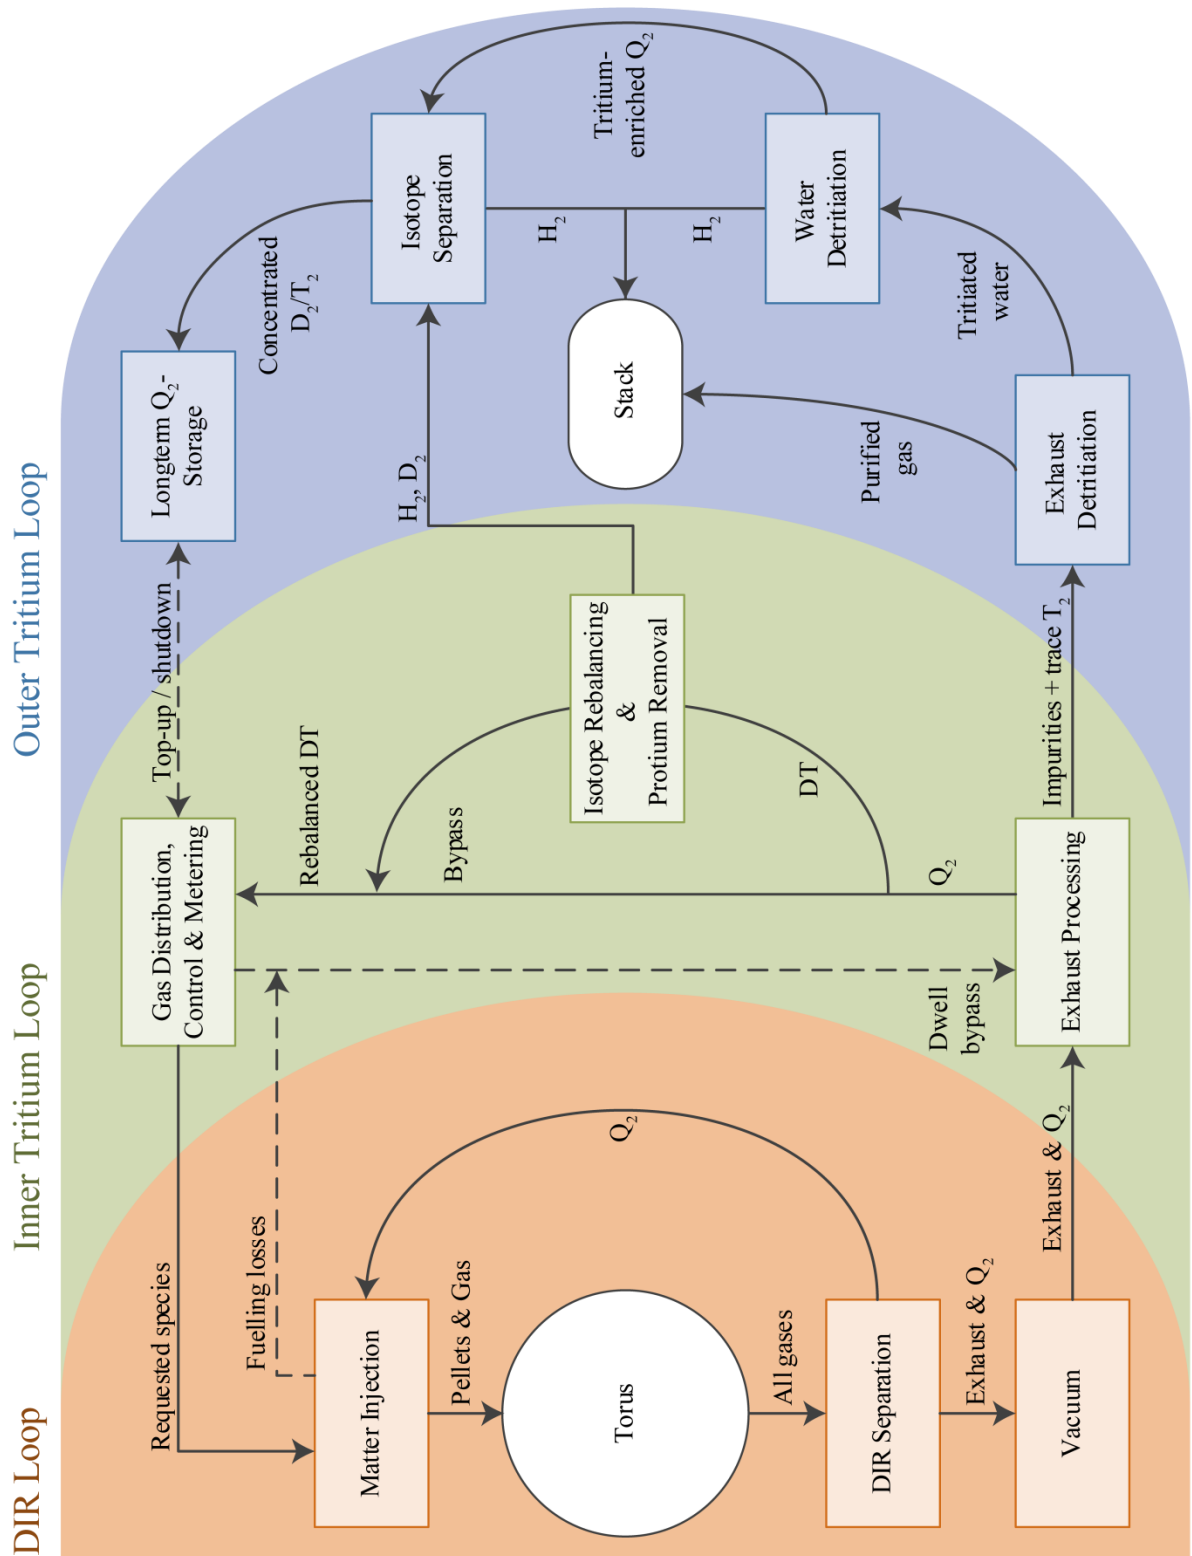 DIR Loop
Inner Tritium Loop
Outer Tritium Loop
Requested species
Gas Distribution,
Control & Metering
Top-up / shutdown
Longterm Q₂-
Storage
Concentrated
D₂/T₂
Fuelling losses
Rebalanced DT
Matter Injection
Pellets & Gas
Bypass
H₂, D₂
Isotope
Separation
Tritium-
enriched Q₂
H₂
H₂
Torus
Q₂
Isotope Rebalancing
&
Protium Removal
Stack
All gases
DT
DIR Separation
Water
Detritiation
Exhaust & Q₂
Dwell
bypass
Q₂
Purified
gas
Tritiated
water
Vacuum
Exhaust & Q₂
Exhaust Processing
Impurities + trace T₂
Exhaust
Detritiation